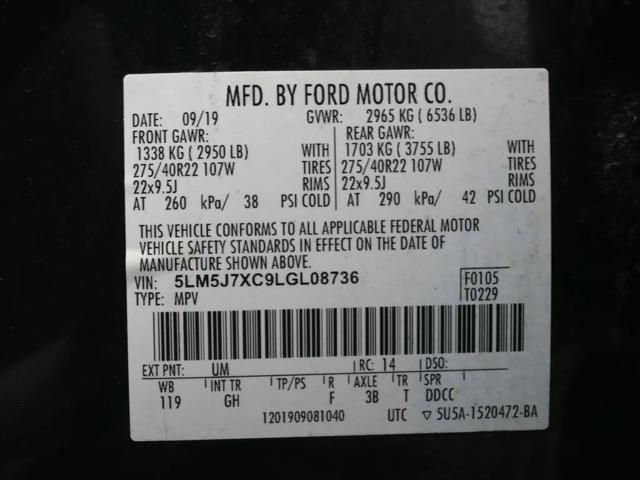 MFD. BY FORD MOTOR CO.
DATE: 09/19 GVWR: 2965 KG ( 6536 LB)
FRONT GAWR: REAR GAWR:
1338 KG ( 2950 LB) WITH 1703 KG ( 3755 LB) WITH
275/40R22 107W TIRES 275/40R22 107W TIRES
22x9.5J RIMS 22x9.5J RIMS
AT 260 kPa/ 38 PSI COLD AT 290 kPa/ 42 PSI COLD
THIS VEHICLE CONFORMS TO ALL APPLICABLE FEDERAL MOTOR
VEHICLE SAFETY STANDARDS IN EFFECT ON THE DATE OF
MANUFACTURE SHOWN ABOVE.
VIN: 5LM5J7XC9LGL08736 F0105
TYPE: MPV T0229
EXT PNT: UM RC: 14 DSO:
WB INT TR TP/PS R AXLE TR SPR
119 GH F 3B T DDCC
1201909081040 UTC ▽ 5U5A-1520472-BA